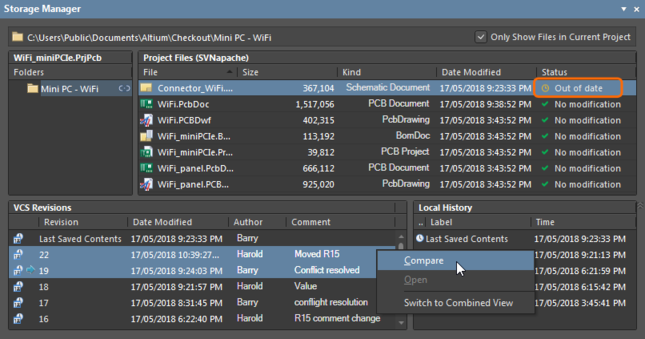 Storage Manager
C:\Users\Public\Documents\Altium\Checkout\Mini PC - WiFi
Only Show Files in Current Project
WiFi_miniPCIe.PrjPcb
Folders
Mini PC - WiFi
Project Files (SVNapache)
File Size Kind Date Modified Status
Connector_WiFi.... 367,104 Schematic Document 17/05/2018 9:23:33 PM Out of date
WiFi.PcbDoc 1,517,056 PCB Document 17/05/2018 9:38:52 PM No modification
WiFi.PCBDwf 402,315 PcbDrawing 17/05/2018 3:43:52 PM No modification
WiFi_miniPCIe.B... 113,192 BomDoc 17/05/2018 3:43:52 PM No modification
WiFi_miniPCIe.Pr... 39,812 PCB Project 17/05/2018 3:43:52 PM No modification
WiFi_panel.PcbD... 666,112 PCB Document 17/05/2018 3:43:52 PM No modification
WiFi_panel.PCB... 925,020 PcbDrawing 17/05/2018 3:43:52 PM No modification
VCS Revisions
Revision Date Modified Author Comment
Last Saved Contents 17/05/2018 9:23:33 PM Barry
22 17/05/2018 10:39:27... Harold Moved R15
19 17/05/2018 9:24:03 PM Barry Conflict resolved
18 17/05/2018 9:21:57 PM Harold Value
17 17/05/2018 8:31:45 PM Barry conflight resolution
16 17/05/2018 6:22:40 PM Harold R15 comment change
Local History
.. Label Time
Last Saved Contents 17/05/2018 9:23:33 PM
17/05/2018 9:21:13 PM
17/05/2018 6:21:59 PM
17/05/2018 6:15:42 PM
17/05/2018 3:45:41 PM
Compare
Open
Switch to Combined View